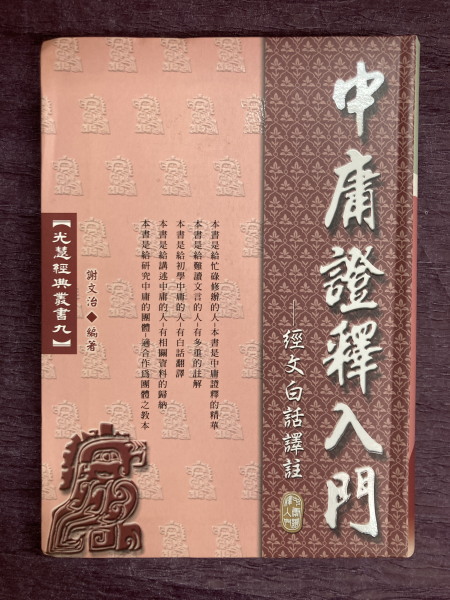 中庸證釋入門
──經文白話譯註
本書是給忙碌修辦的人-本書是中庸證釋的精華
本書是給難讀文言的人-有多重的註解
本書是給初學中庸的人-有白話翻譯
本書是給講述中庸的人-有相關資料的歸納
本書是給研究中庸的團體-適合作為團體之教本
謝文治◆編著
【光慧經典叢書九】